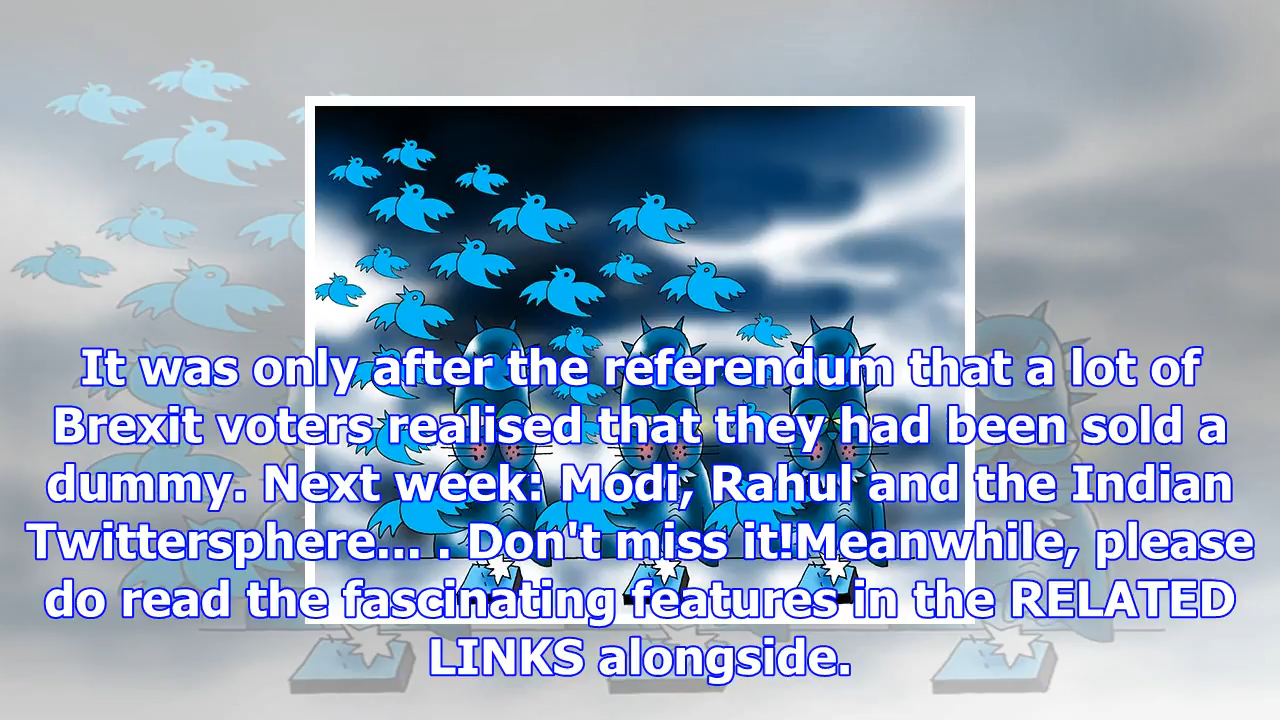 It was only after the referendum that a lot of
Brexit voters realised that they had been sold a
dummy. Next week: Modi, Rahul and the Indian
Twittersphere... . Don't miss it!Meanwhile, please
do read the fascinating features in the RELATED
LINKS alongside.